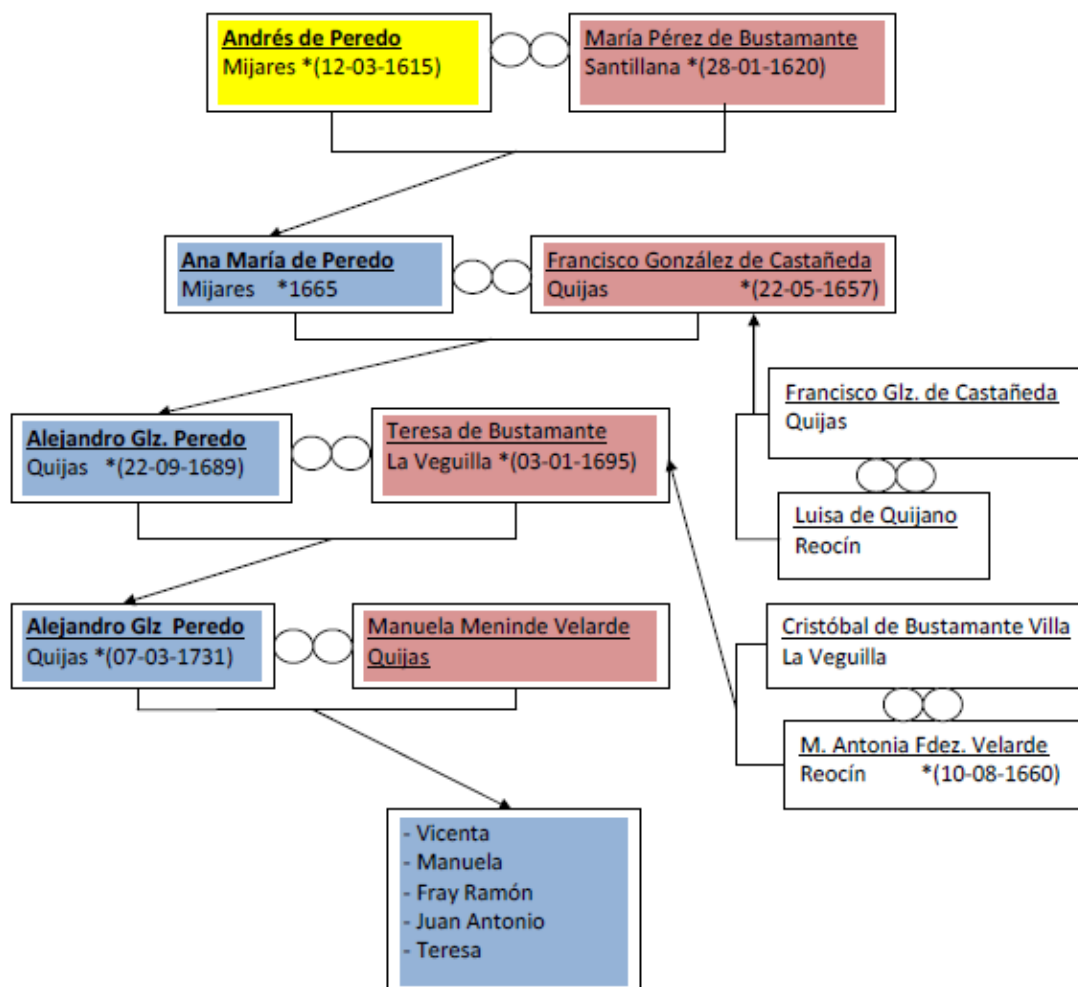 Andrés de Peredo
Mijares *(12-03-1615)
María Pérez de Bustamante
Santillana *(28-01-1620)
Ana María de Peredo
Mijares *1665
Francisco González de Castañeda
Quijas *(22-05-1657)
Francisco Glz. de Castañeda
Quijas
Alejandro Glz. Peredo
Quijas *(22-09-1689)
Teresa de Bustamante
La Veguilla *(03-01-1695)
Luisa de Quijano
Reocín
Alejandro Glz Peredo
Quijas *(07-03-1731)
Manuela Meninde Velarde
Quijas
Cristóbal de Bustamante Villa
La Veguilla
M. Antonia Fdez. Velarde
Reocín *(10-08-1660)
- Vicenta
- Manuela
- Fray Ramón
- Juan Antonio
- Teresa